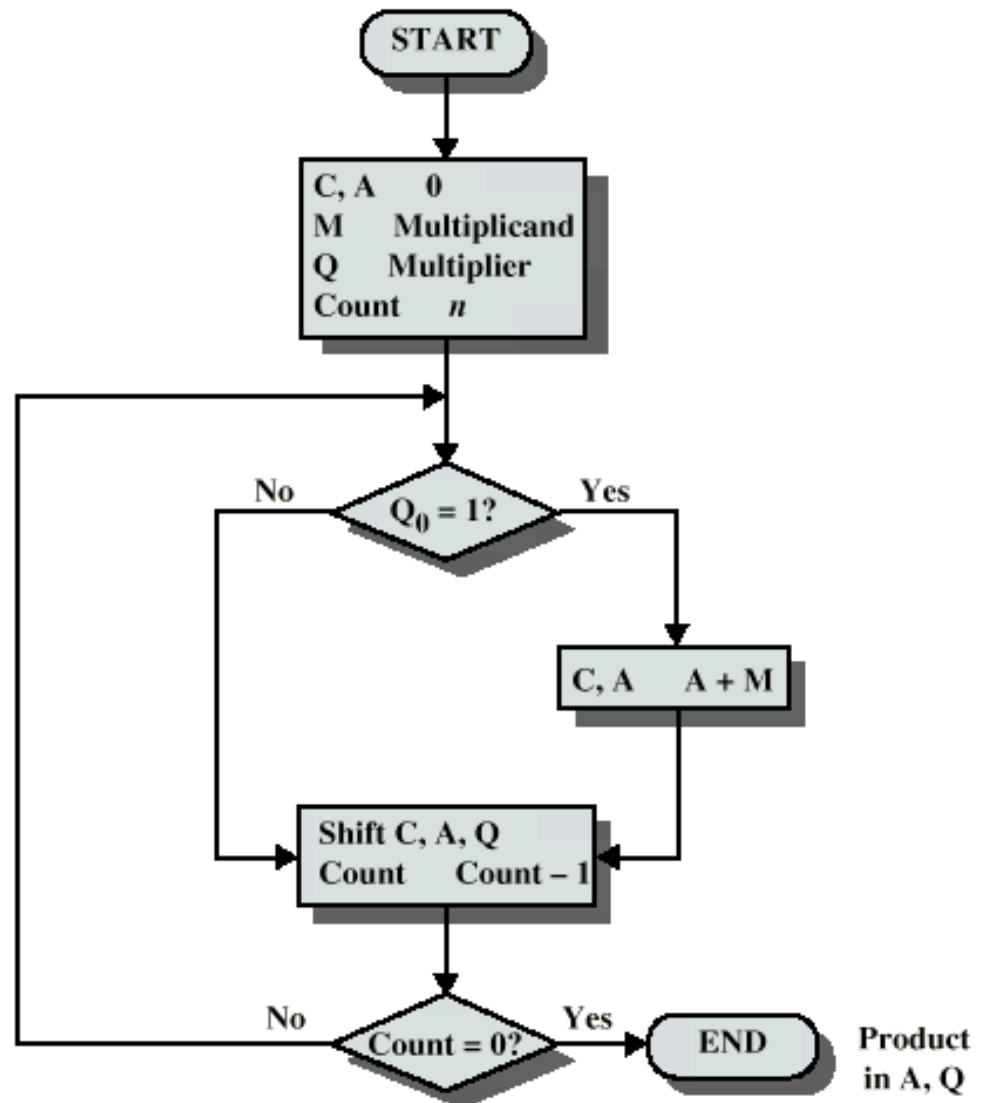 START
C, A 0
M Multiplicand
Q Multiplier
Count n
No
Q₀ = 1?
Yes
C, A A + M
Shift C, A, Q
Count Count – 1
No
Count = 0?
Yes
END
Product
in A, Q